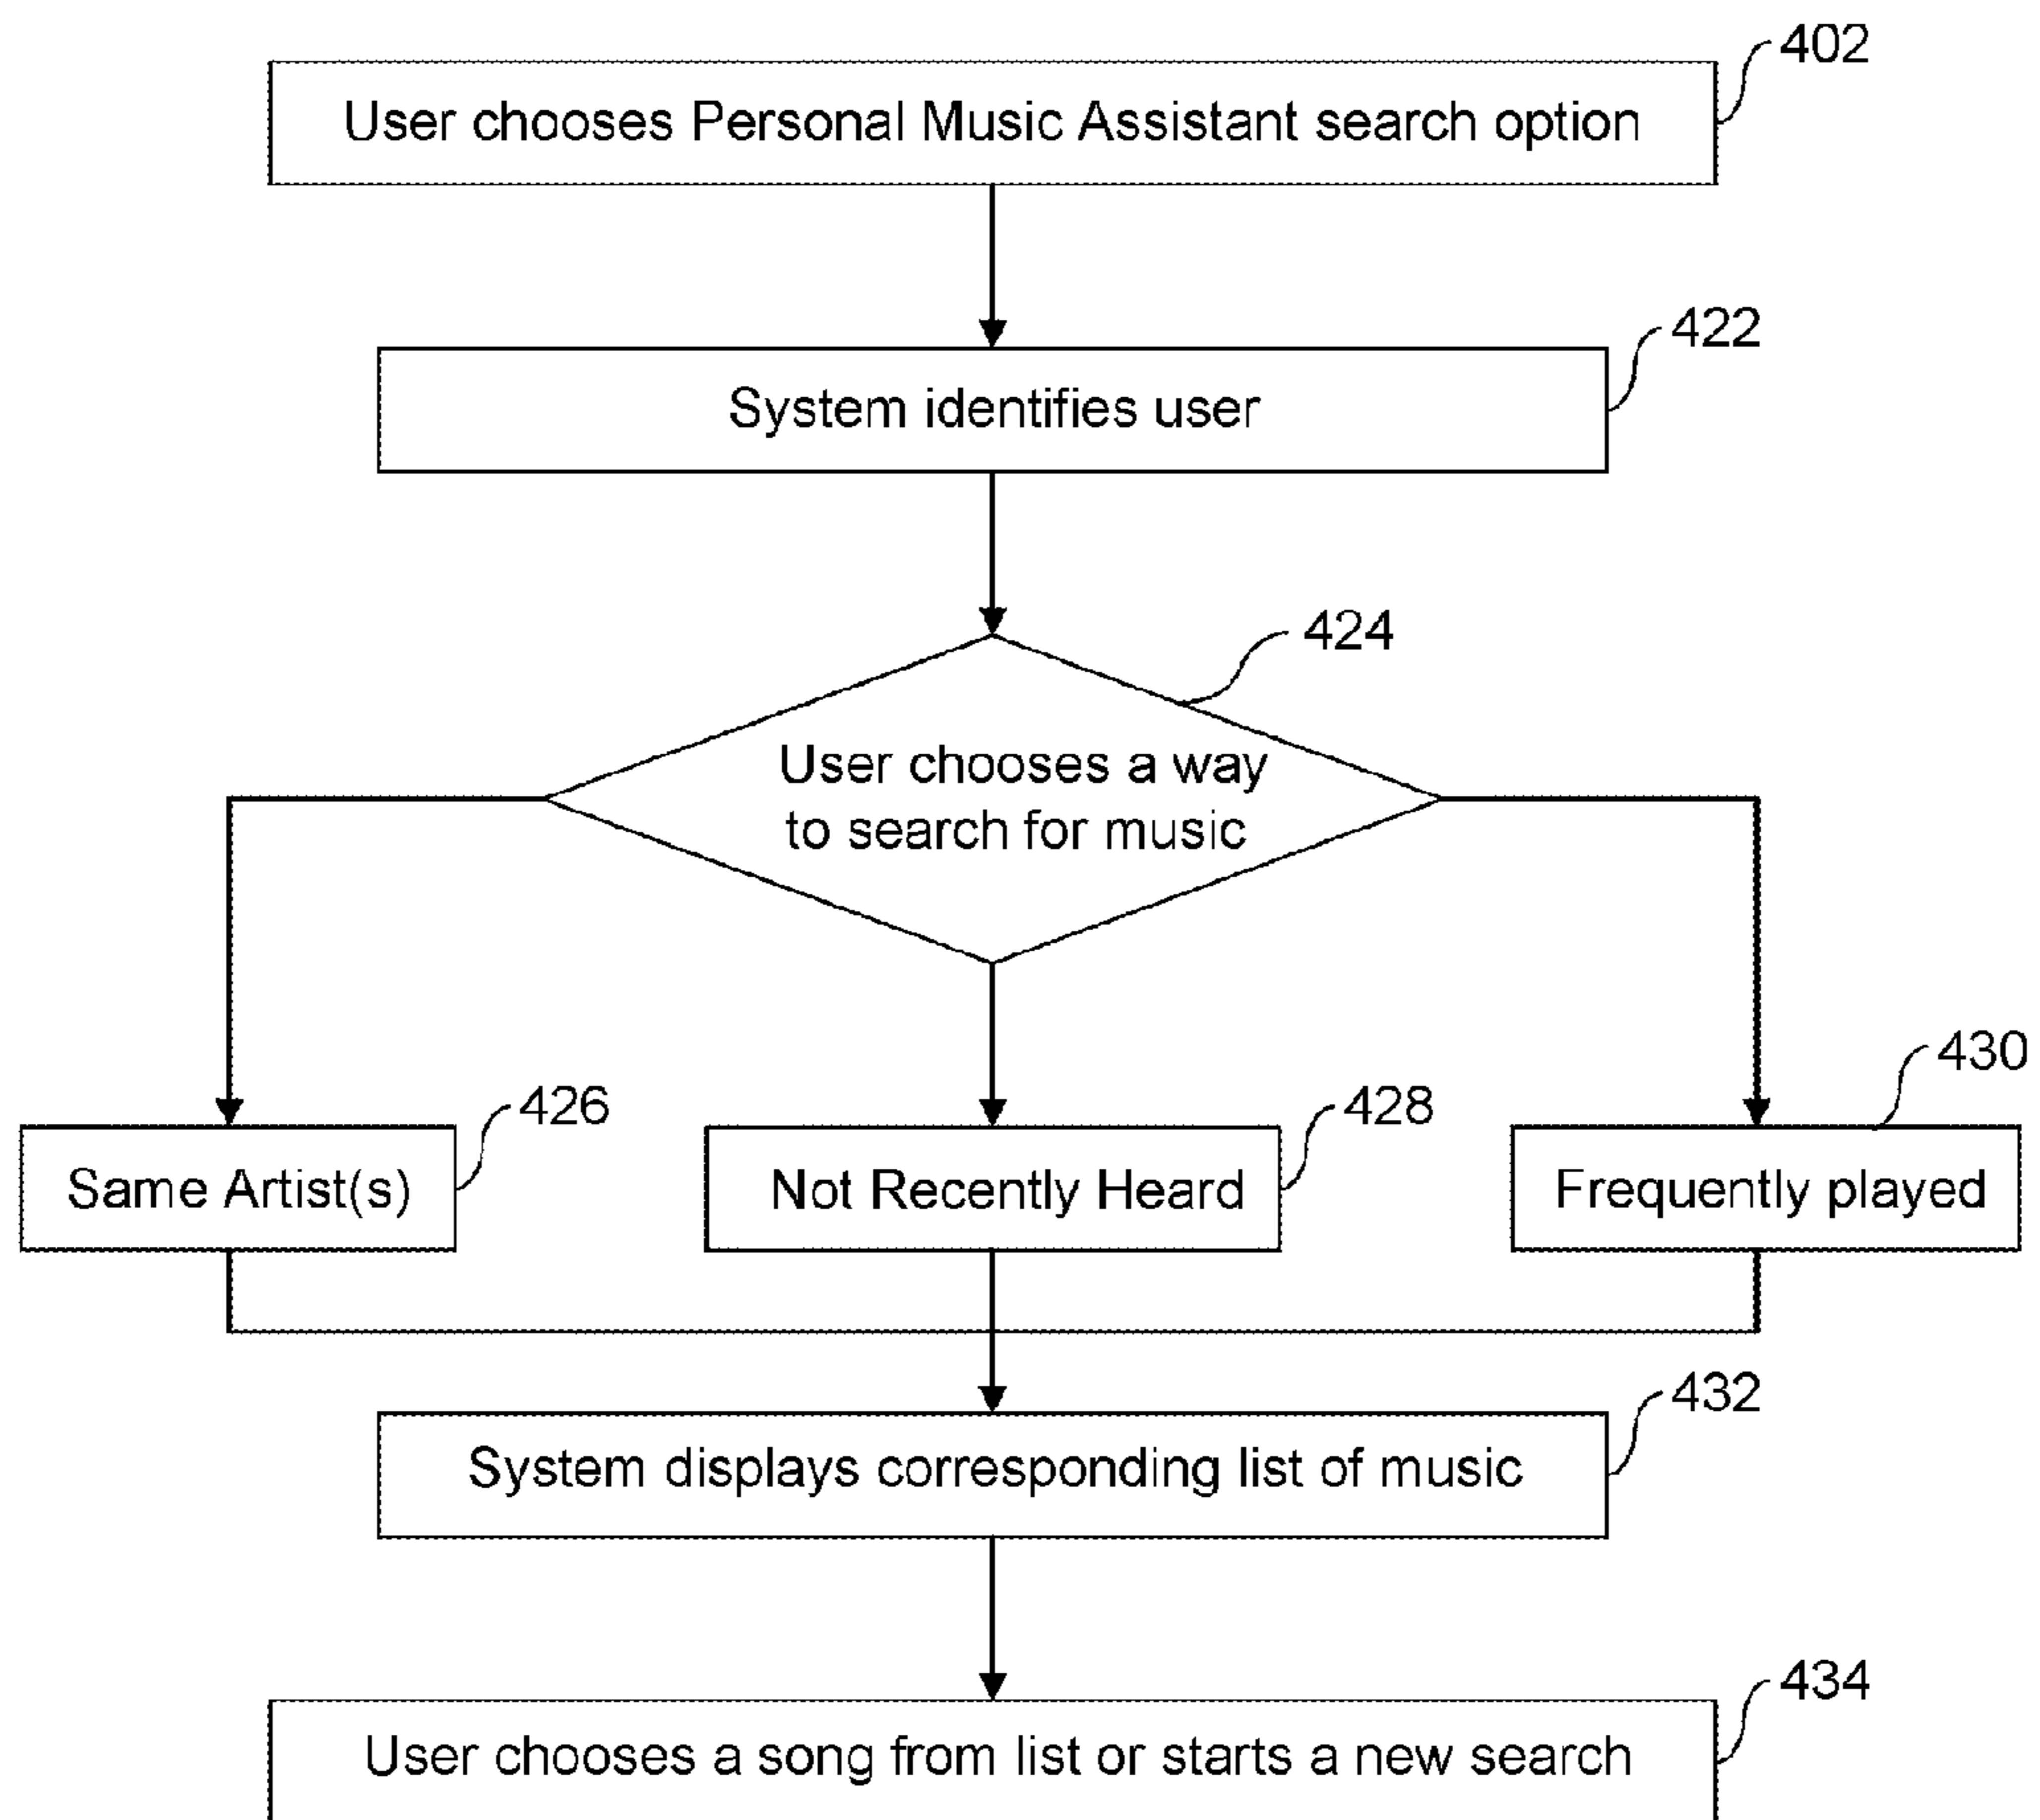 402
User chooses Personal Music Assistant search option
422
System identifies user
424
User chooses a way
to search for music
426
Same Artist(s)
428
Not Recently Heard
430
Frequently played
432
System displays corresponding list of music
434
User chooses a song from list or starts a new search